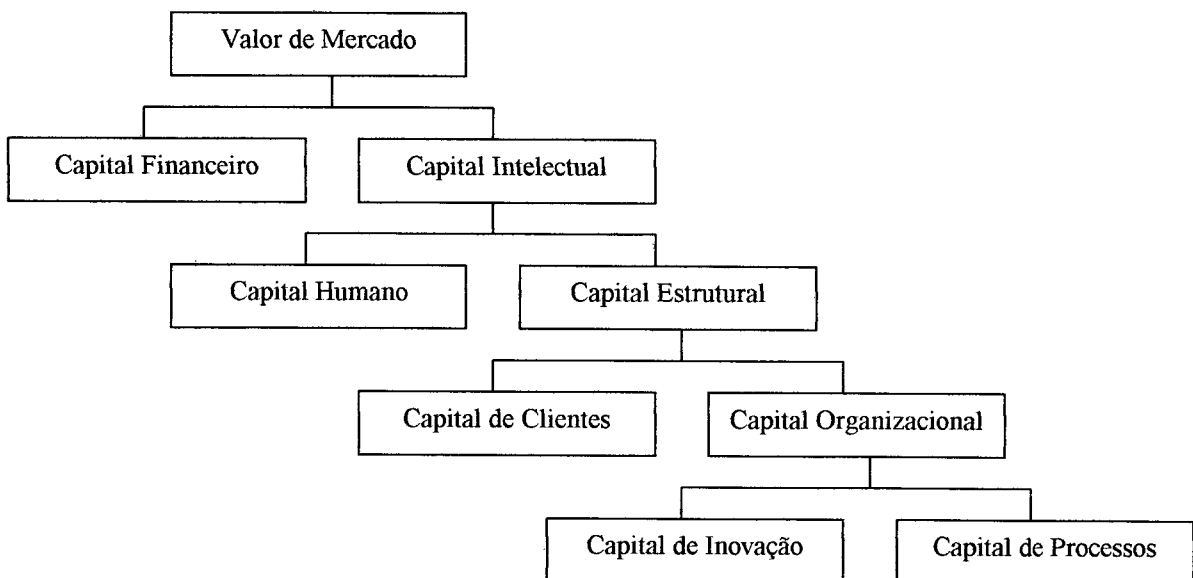 Valor de Mercado
Capital Financeiro
Capital Intelectual
Capital Humano
Capital Estrutural
Capital de Clientes
Capital Organizacional
Capital de Inovação
Capital de Processos